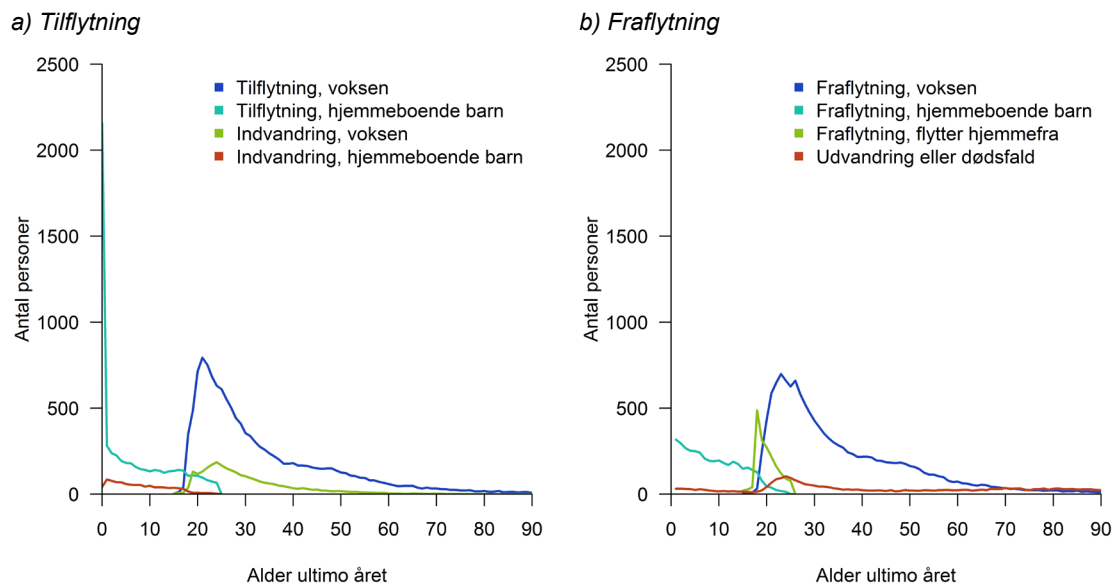 a) Tilflytning
2500
2000
1500
1000
500
0
Antal personer
Tilflytning, voksen
Tilflytning, hjemmeboende barn
Indvandring, voksen
Indvandring, hjemmeboende barn
0 10 20 30 40 50 60 70 80 90
Alder ultimo året
b) Fraflytning
2500
2000
1500
1000
500
0
Antal personer
Fraflytning, voksen
Fraflytning, hjemmeboende barn
Fraflytning, flytter hjemmefra
Udvandring eller dødsfald
0 10 20 30 40 50 60 70 80 90
Alder ultimo året